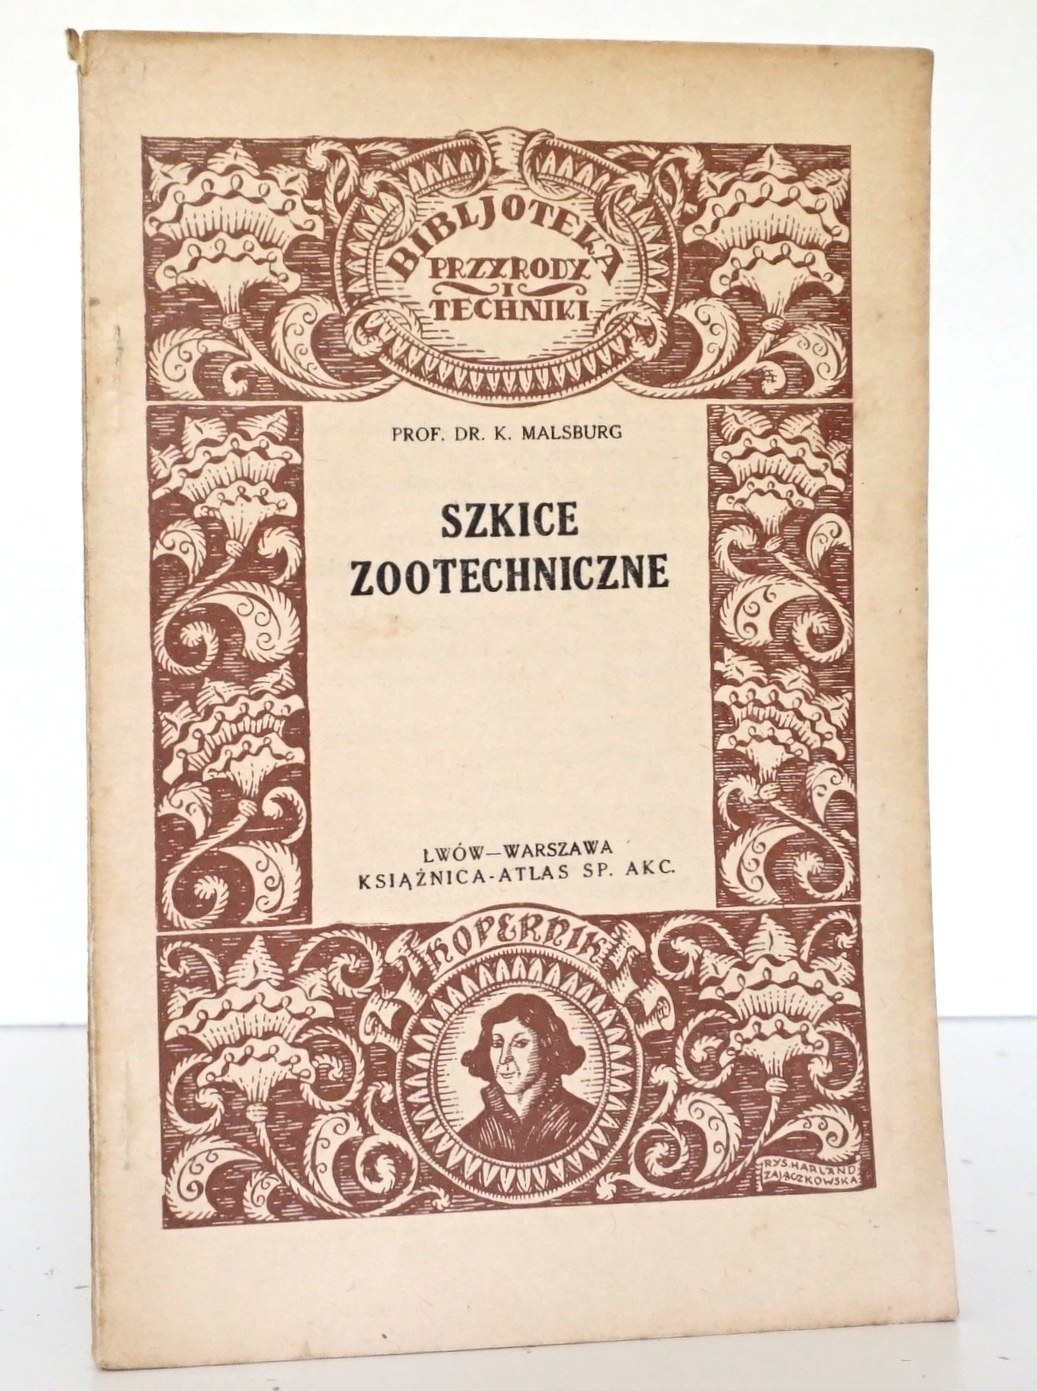 BIBLJOTEKA
PRZYRODY
I
TECHNIKI
PROF. DR. K. MALSBURG
SZKICE
ZOOTECHNICZNE
LWÓW—WARSZAWA
KSIĄŻNICA-ATLAS SP. AKC.
KOPERNIK
RYS. HARLAND-
ZAJĄCZKOWSKA